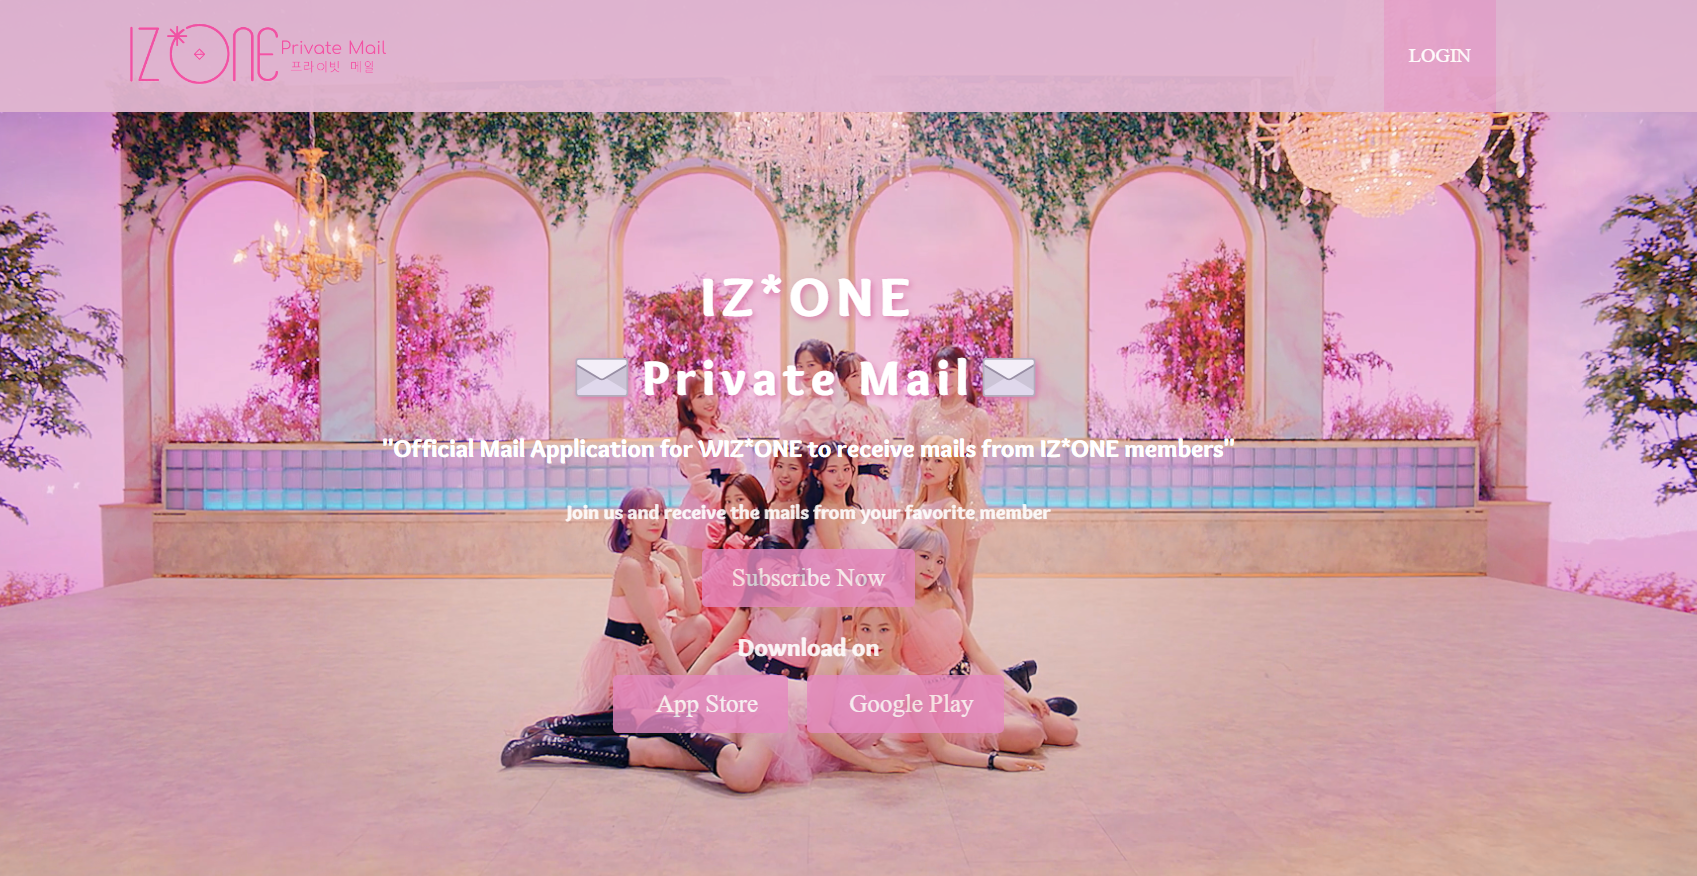 IZ*ONE Private Mail
프라이빗 메일
LOGIN
IZ*ONE
Private Mail
"Official Mail Application for WIZ*ONE to receive mails from IZ*ONE members"
Join us and receive the mails from your favorite member
Subscribe Now
Download on
App Store
Google Play